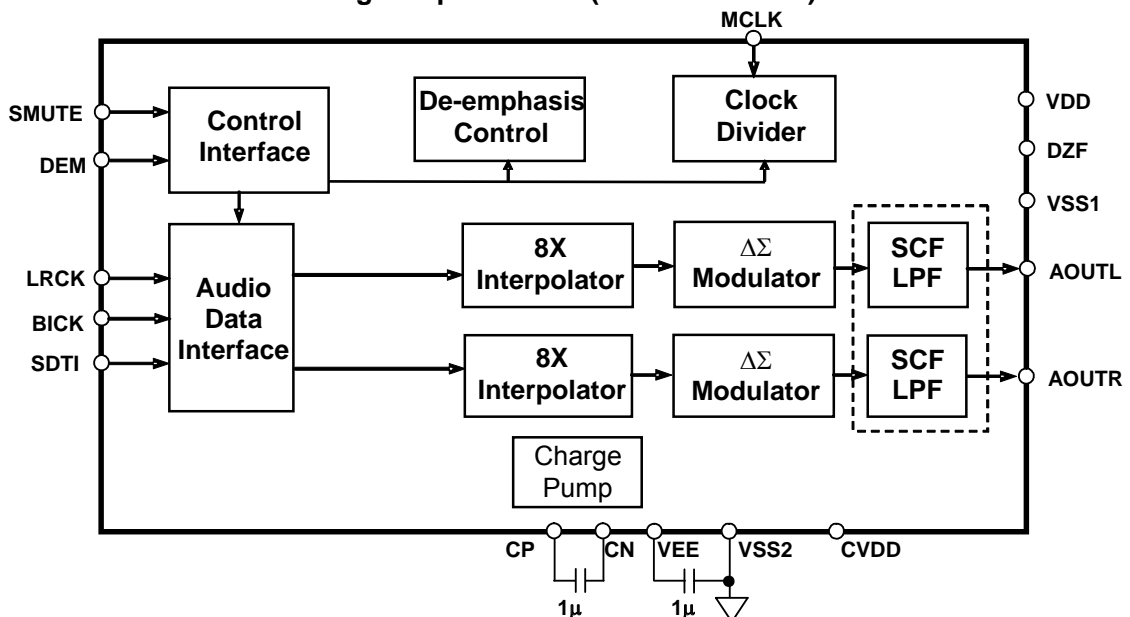 MCLK
SMUTE
DEM
Control
Interface
De-emphasis
Control
Clock
Divider
VDD
DZF
VSS1
LRCK
BICK
SDTI
Audio
Data
Interface
8X
Interpolator
ΔΣ
Modulator
SCF
LPF
AOUTL
8X
Interpolator
ΔΣ
Modulator
SCF
LPF
AOUTR
Charge
Pump
CP
CN
VEE
VSS2
CVDD
1μ
1μ